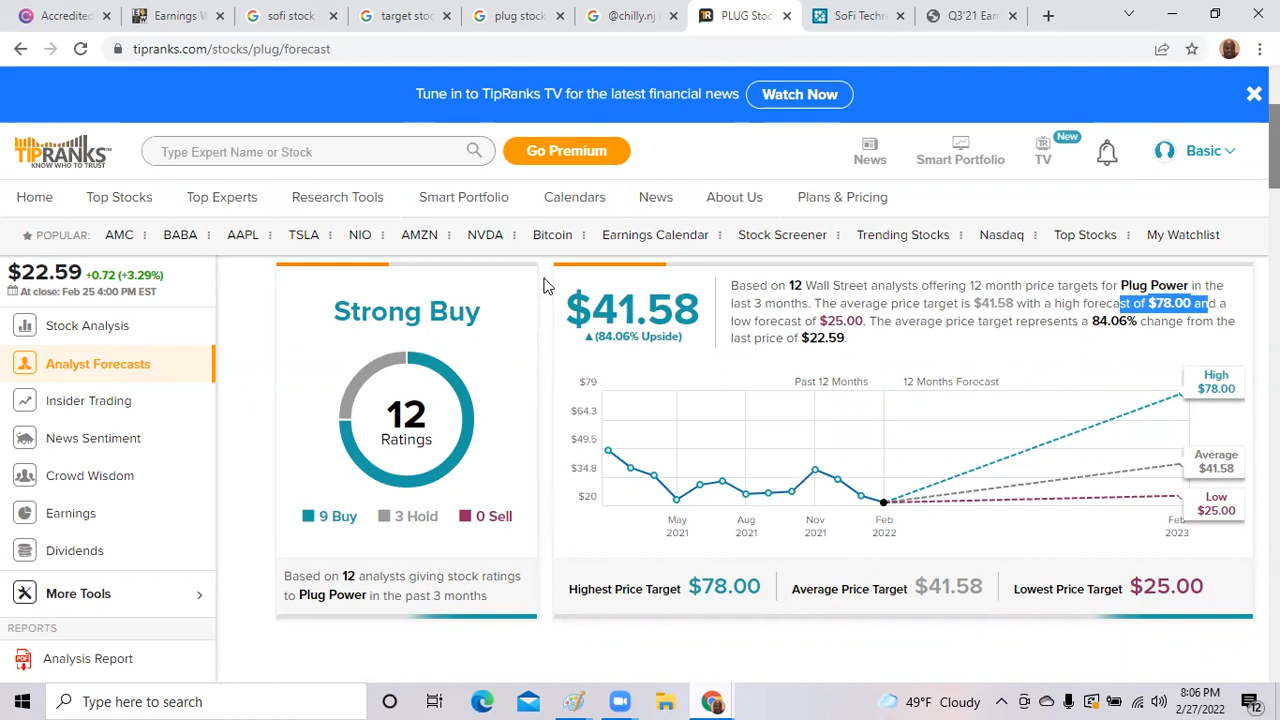 Accredited
Earnings W
sofi stock
target stoc
plug stock
@chilly.nj
PLUG Stoc
SoFi Techn
Q3'21 Earn
tipranks.com/stocks/plug/forecast
Tune in to TipRanks TV for the latest financial news
Watch Now
TIPRANKS
KNOW WHO TO TRUST
Type Expert Name or Stock
Go Premium
News
Smart Portfolio
TV
New
Basic
Home
Top Stocks
Top Experts
Research Tools
Smart Portfolio
Calendars
News
About Us
Plans & Pricing
POPULAR:
AMC
BABA
AAPL
TSLA
NIO
AMZN
NVDA
Bitcoin
Earnings Calendar
Stock Screener
Trending Stocks
Nasdaq
Top Stocks
My Watchlist
$22.59 +0.72 (+3.29%)
At close: Feb 25 4:00 PM EST
Stock Analysis
Analyst Forecasts
Insider Trading
News Sentiment
Crowd Wisdom
Earnings
Dividends
More Tools
REPORTS
PDF
Analysis Report
Strong Buy
12
Ratings
9 Buy
3 Hold
0 Sell
Based on 12 analysts giving stock ratings
to Plug Power in the past 3 months
$41.58
▲(84.06% Upside)
Based on 12 Wall Street analysts offering 12 month price targets for Plug Power in the
last 3 months. The average price target is $41.58 with a high forecast of $78.00 and a
low forecast of $25.00. The average price target represents a 84.06% change from the
last price of $22.59.
Past 12 Months
12 Months Forecast
$79
$64.3
$49.5
$34.8
$20
May
2021
Aug
2021
Nov
2021
Feb
2022
Feb
2023
High
$78.00
Average
$41.58
Low
$25.00
Highest Price Target $78.00
Average Price Target $41.58
Lowest Price Target $25.00
Type here to search
49°F Cloudy
8:06 PM
2/27/2022
12